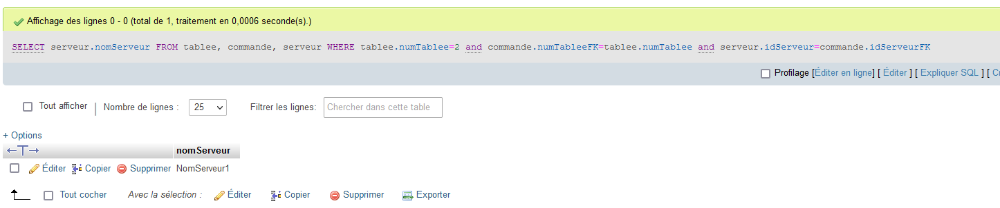 Affichage des lignes 0 - 0 (total de 1, traitement en 0,0006 seconde(s).)
SELECT serveur.nomServeur FROM tablee, commande, serveur WHERE tablee.numTablee=2 and commande.numTableeFK=tablee.numTablee and serveur.idServeur=commande.idServeurFK
Profilage [Éditer en ligne] [ Éditer ] [ Expliquer SQL ] [
Tout afficher | Nombre de lignes : 25 Filtrer les lignes: Chercher dans cette table
+ Options
←T→ nomServeur
Éditer Copier Supprimer NomServeur1
Tout cocher Avec la sélection : Éditer Copier Supprimer Exporter